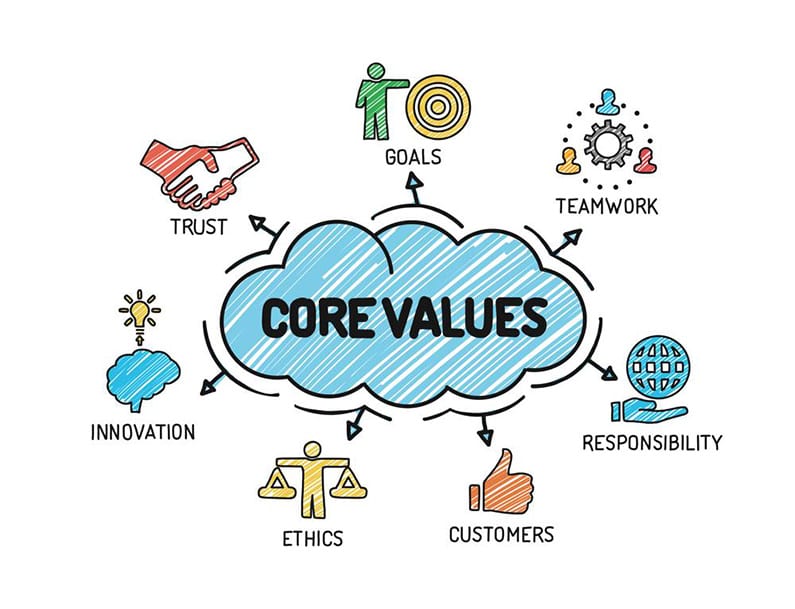 GOALS
TEAMWORK
TRUST
CORE VALUES
INNOVATION
RESPONSIBILITY
ETHICS
CUSTOMERS